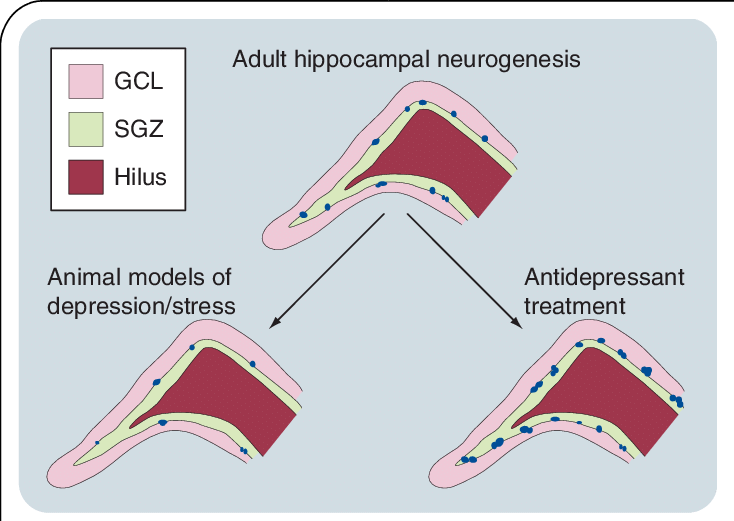 Adult hippocampal neurogenesis
GCL
SGZ
Hilus
Animal models of
depression/stress
Antidepressant
treatment